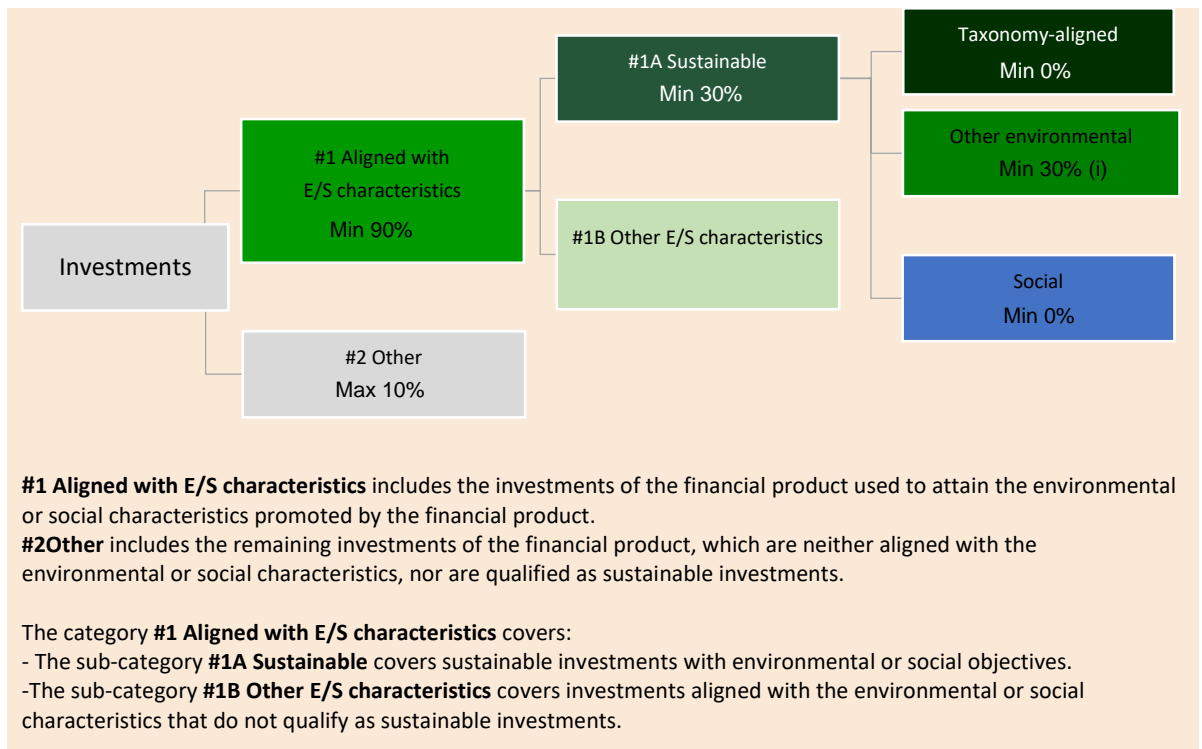 Investments
#1 Aligned with
E/S characteristics
Min 90%
#2 Other
Max 10%
#1A Sustainable
Min 30%
#1B Other E/S characteristics
Taxonomy-aligned
Min 0%
Other environmental
Min 30% (i)
Social
Min 0%
#1 Aligned with E/S characteristics includes the investments of the financial product used to attain the environmental
or social characteristics promoted by the financial product.
#2Other includes the remaining investments of the financial product, which are neither aligned with the
environmental or social characteristics, nor are qualified as sustainable investments.
The category #1 Aligned with E/S characteristics covers:
- The sub-category #1A Sustainable covers sustainable investments with environmental or social objectives.
-The sub-category #1B Other E/S characteristics covers investments aligned with the environmental or social
characteristics that do not qualify as sustainable investments.